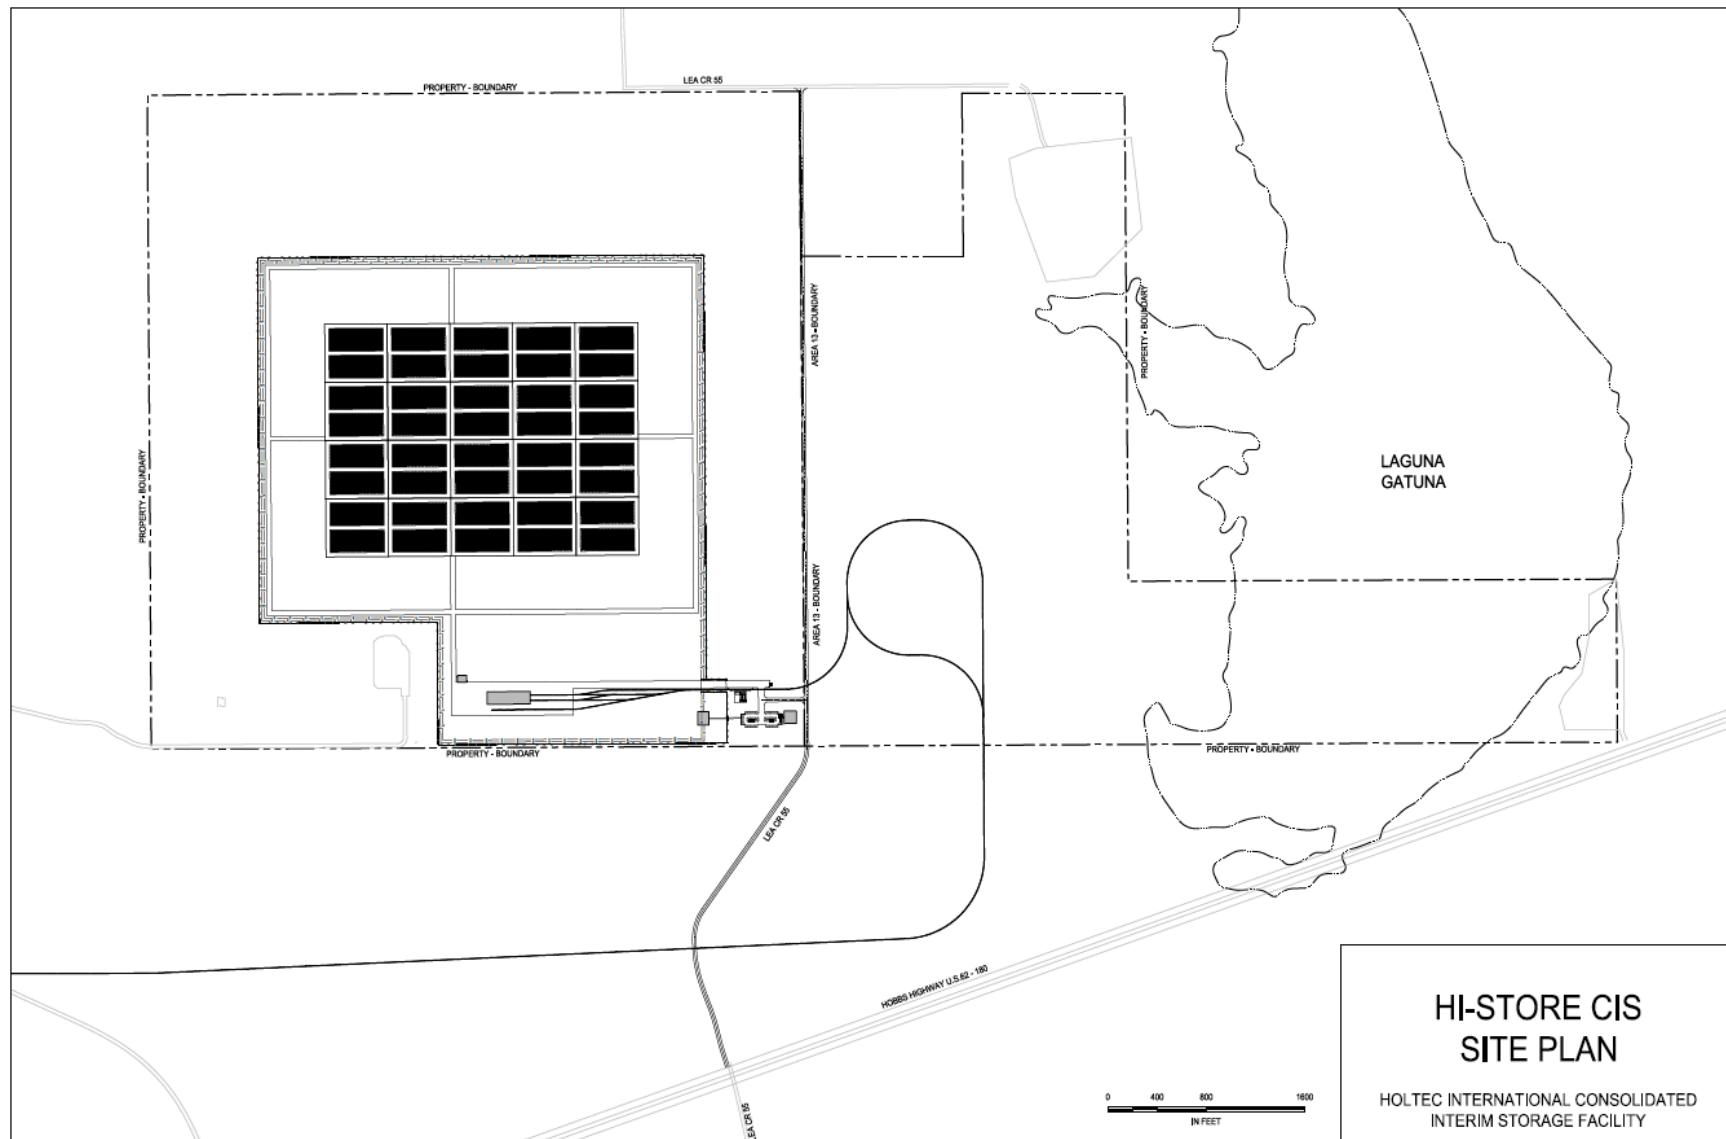 LEA CR 55
PROPERTY - BOUNDARY
AREA 13 - BOUNDARY
PROPERTY - BOUNDARY
LAGUNA
GATUNA
PROPERTY - BOUNDARY
AREA 13 - BOUNDARY
PROPERTY - BOUNDARY
PROPERTY - BOUNDARY
LEA CR 55
HOBBS HIGHWAY U.S.62 - 180
LEA CR 55
0 400 800 1600
IN FEET
HI-STORE CIS
SITE PLAN
HOLTEC INTERNATIONAL CONSOLIDATED
INTERIM STORAGE FACILITY